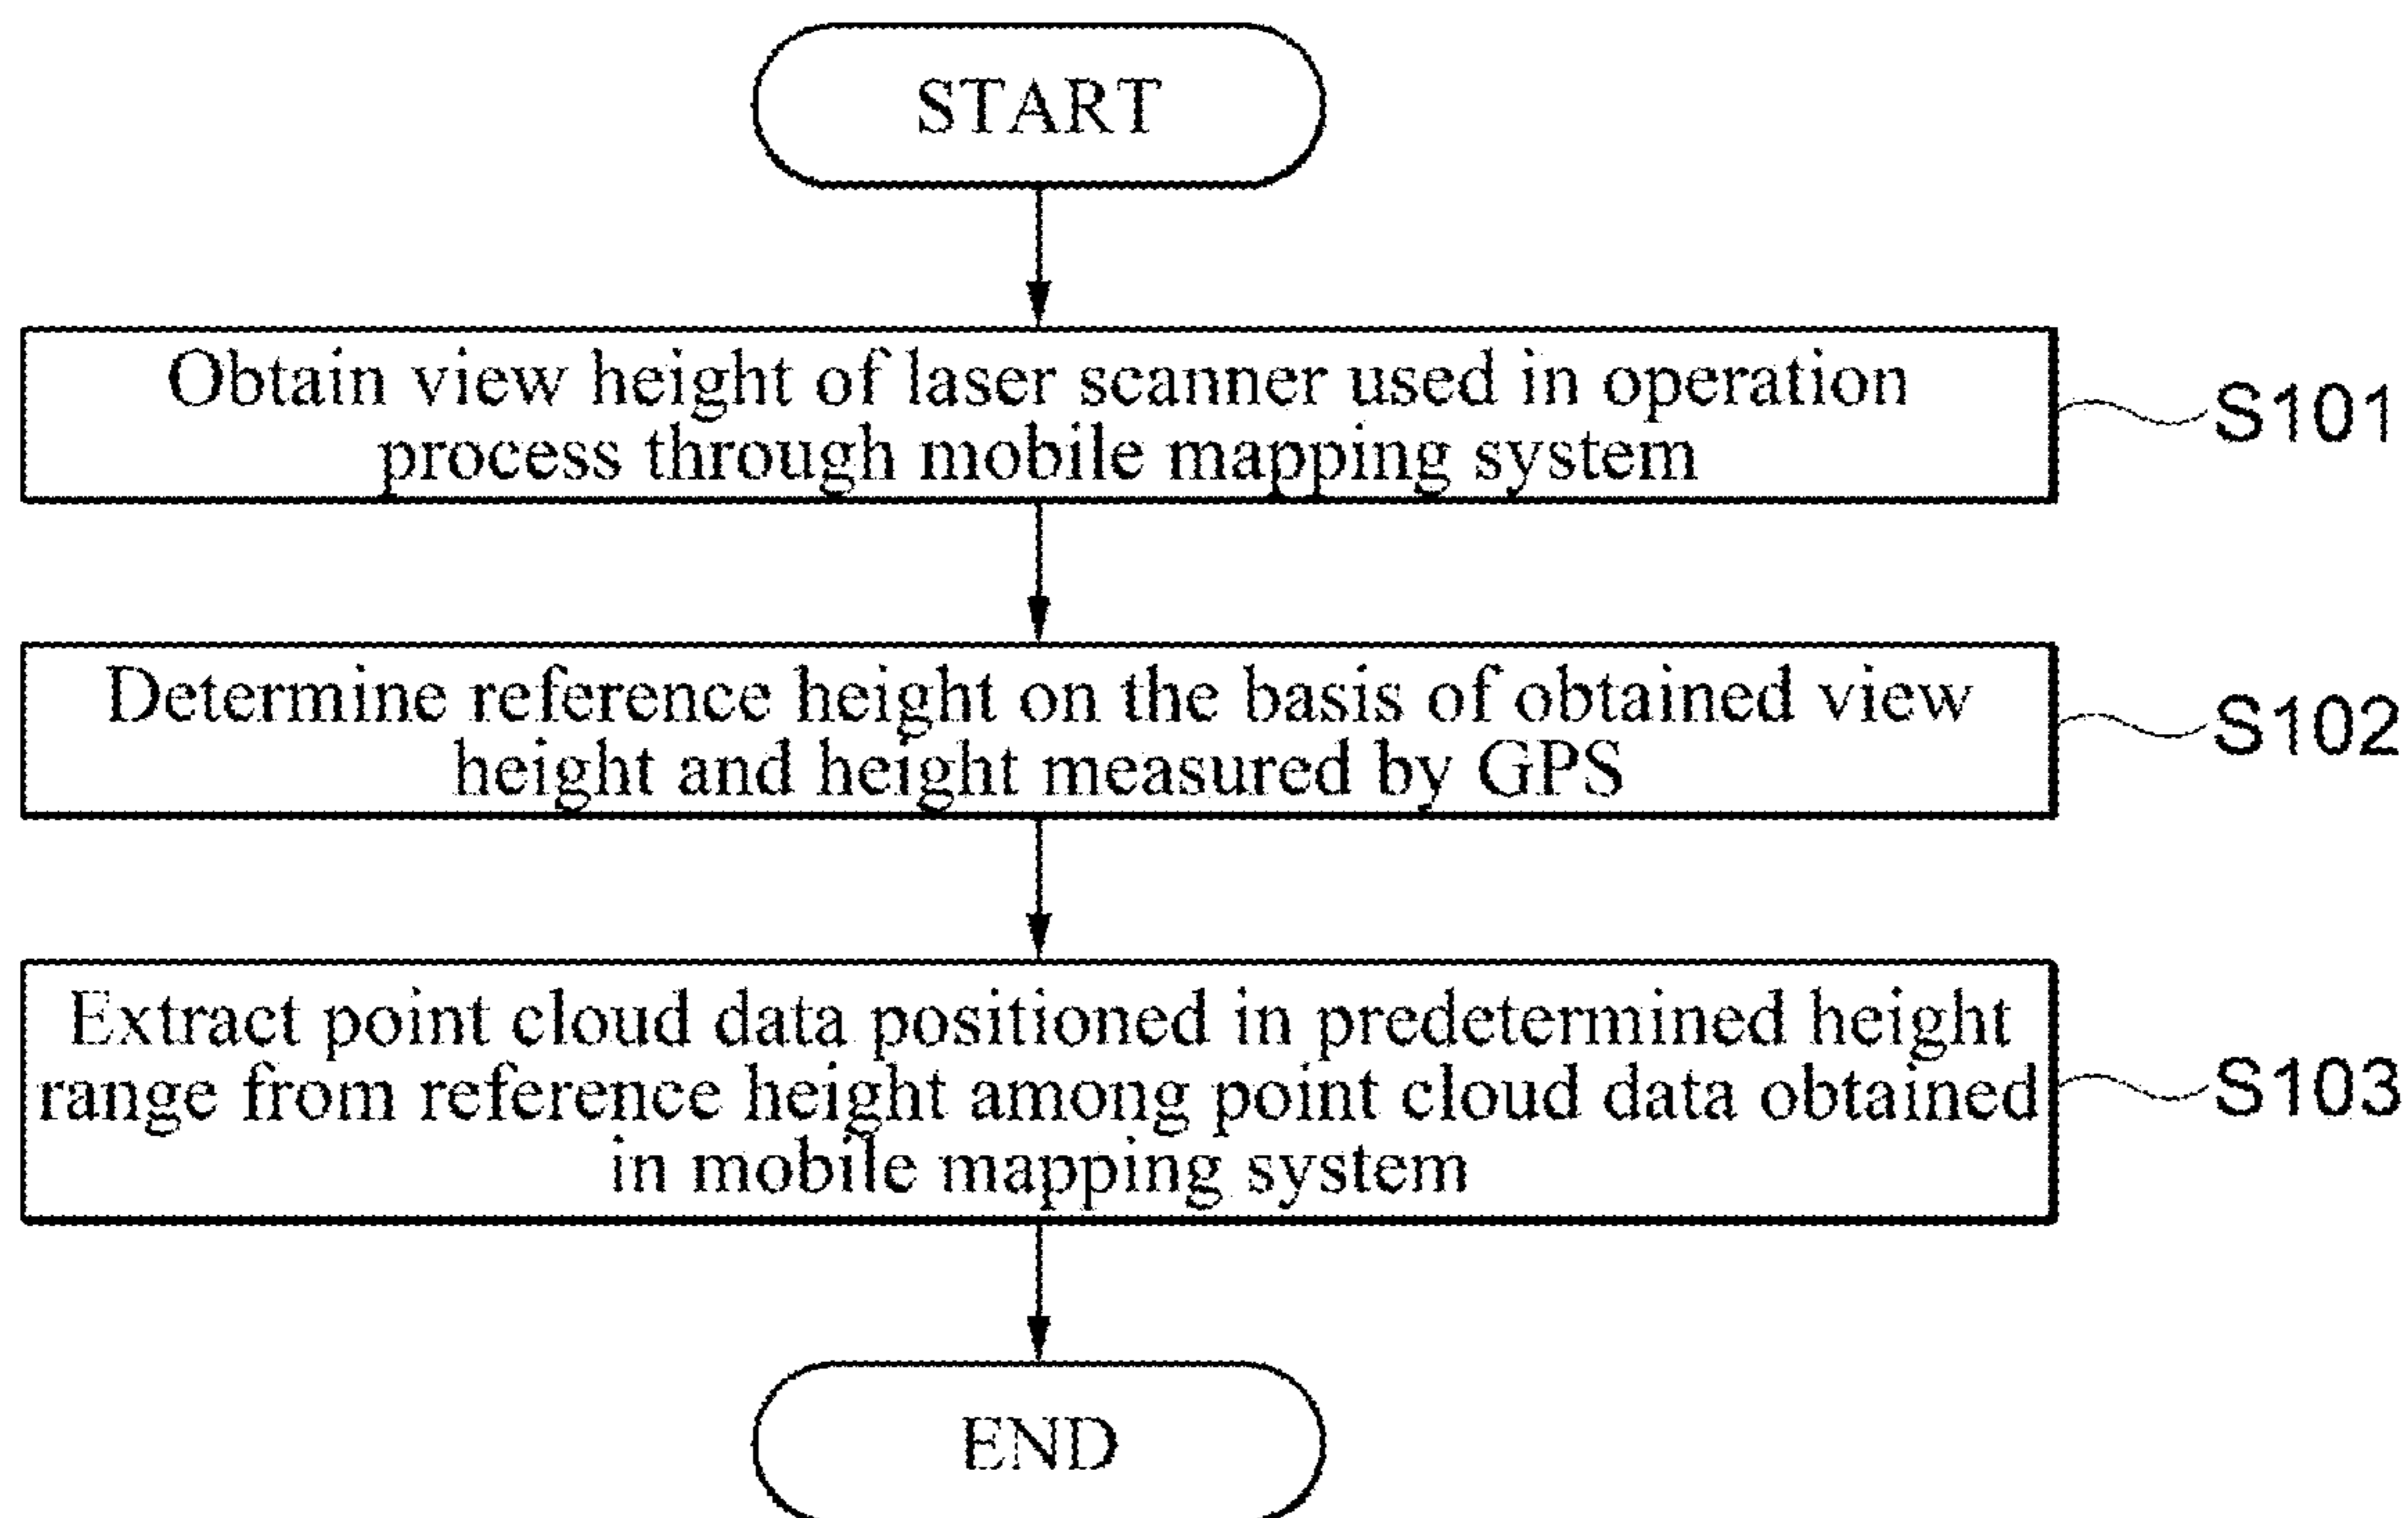 START
Obtain view height of laser scanner used in operation
process through mobile mapping system
S101
Determine reference height on the basis of obtained view
height and height measured by GPS
S102
Extract point cloud data positioned in predetermined height
range from reference height among point cloud data obtained
in mobile mapping system
S103
END